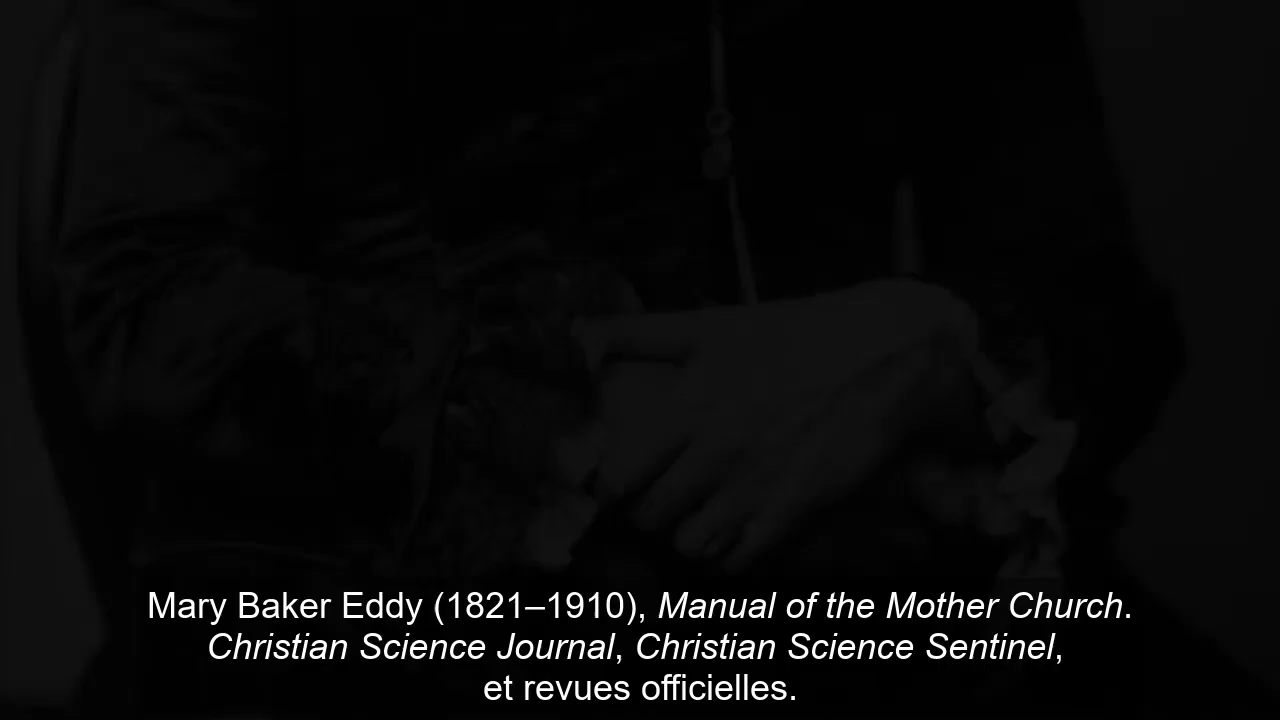 Mary Baker Eddy (1821–1910), Manual of the Mother Church.
Christian Science Journal, Christian Science Sentinel,
et revues officielles.